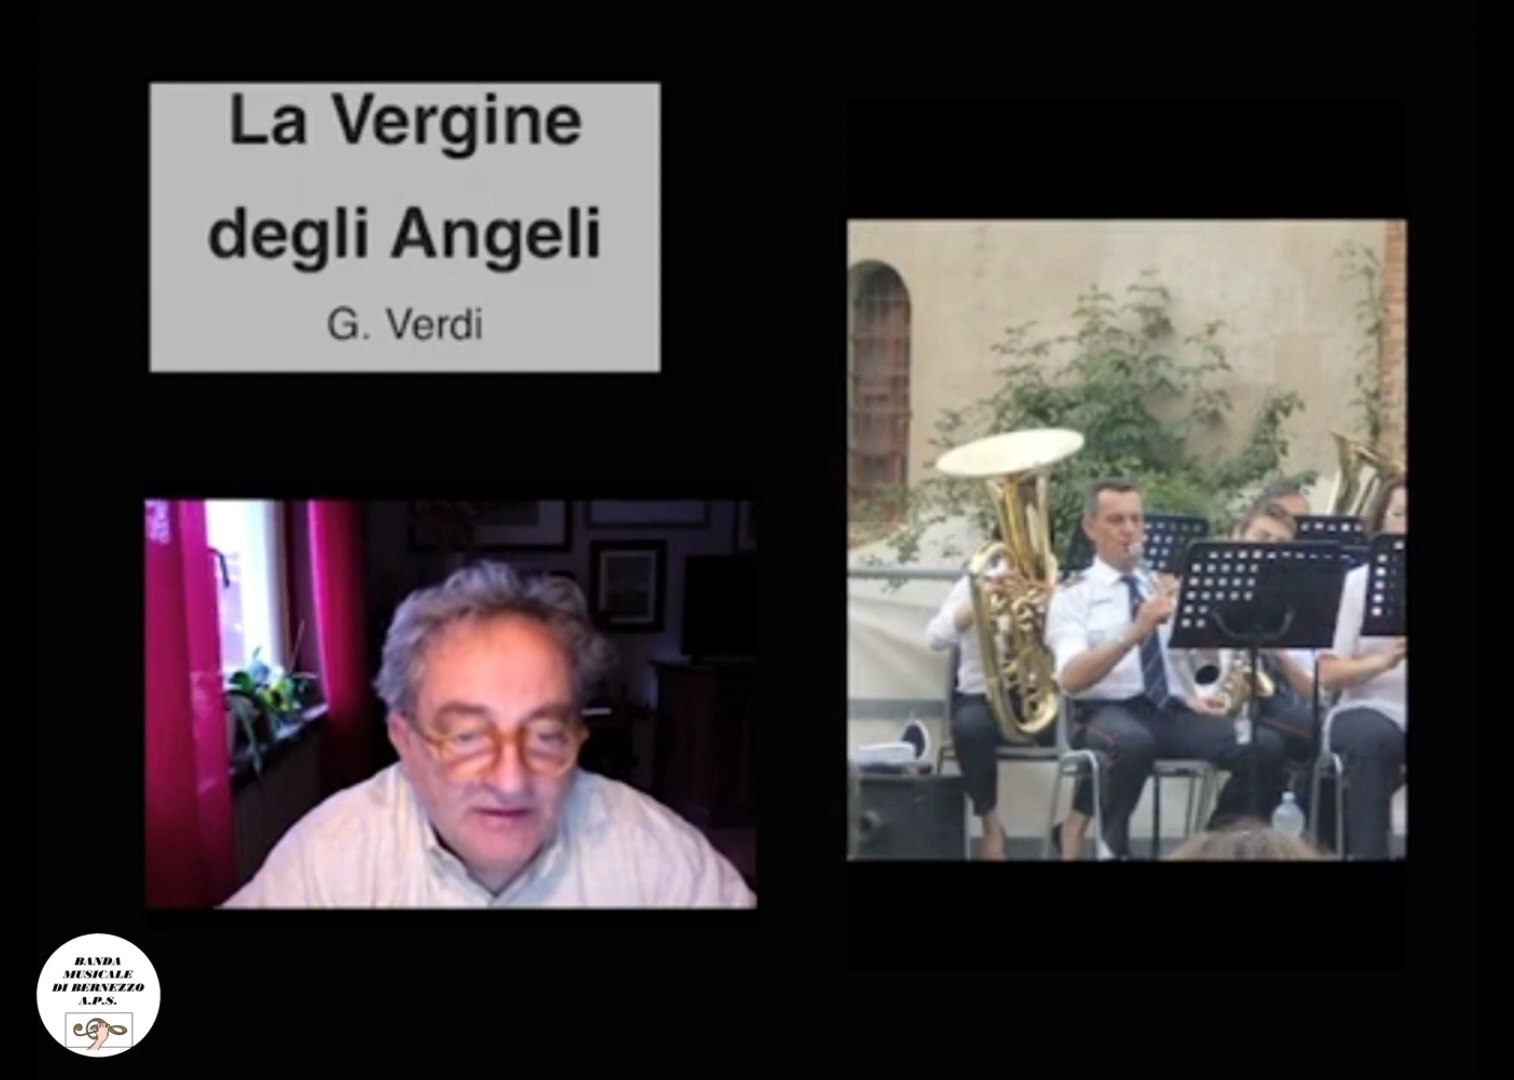 La Vergine
degli Angeli
G. Verdi
BANDA
MUSICALE
DI BERNEZZO
A.P.S.